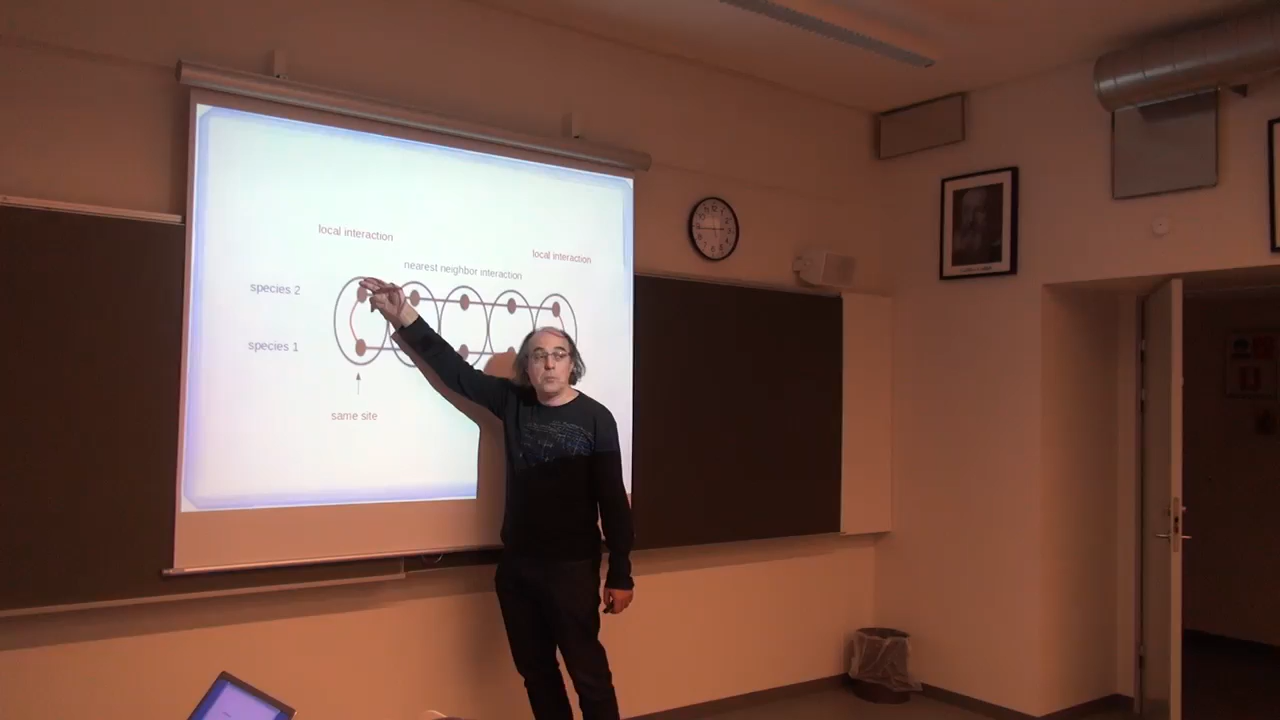 local interaction
local interaction
nearest neighbor interaction
species 2
species 1
same site